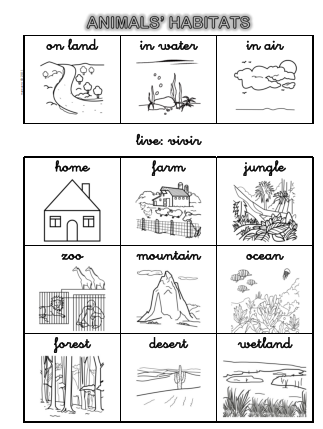 ANIMALS' HABITATS
on land in water in air
live: vivir
home farm jungle
zoo mountain ocean
forest desert wetland